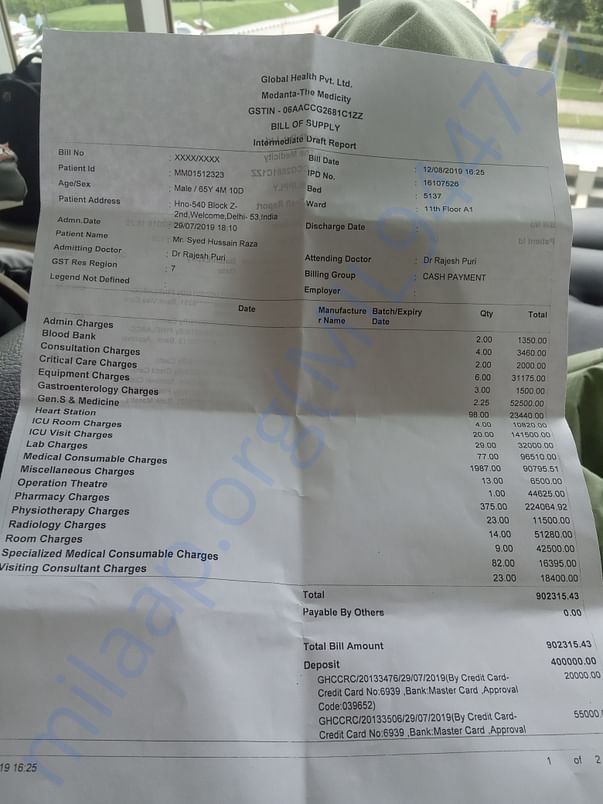 Global Health Pvt. Ltd.
Medanta-The Medicity
GSTIN - 06AACCG2681C1ZZ
BILL OF SUPPLY
Intermediate Draft Report
Bill No : XXXX/XXXX Bill Date : 12/08/2019 16:25
Patient Id : MM01512323 IPD No. : 16107526
Age/Sex : Male / 65Y 4M 10D Bed : 5137
Patient Address : Hno-540 Block Z- Ward : 11th Floor A1
2nd,Welcome,Delhi- 53,India
Admn.Date : 29/07/2019 18:10 Discharge Date :
Patient Name : Mr. Syed Hussain Raza
Admitting Doctor : Dr Rajesh Puri Attending Doctor : Dr Rajesh Puri
GST Res Region : 7 Billing Group : CASH PAYMENT
Legend Not Defined : Employer :
Date Manufacture Batch/Expiry Qty Total
r Name Date
Admin Charges 2.00 1350.00
Blood Bank 4.00 3460.00
Consultation Charges 2.00 2000.00
Critical Care Charges 6.00 31175.00
Equipment Charges 3.00 1500.00
Gastroenterology Charges 2.25 52500.00
Gen.S & Medicine 98.00 23440.00
Heart Station 4.00 10820.00
ICU Room Charges 20.00 141500.00
ICU Visit Charges 29.00 32000.00
Lab Charges 77.00 96510.00
Medical Consumable Charges 1987.00 90795.51
Miscellaneous Charges 13.00 6500.00
Operation Theatre 1.00 44625.00
Pharmacy Charges 375.00 224064.92
Physiotherapy Charges 23.00 11500.00
Radiology Charges 14.00 51280.00
Room Charges 9.00 42500.00
Specialized Medical Consumable Charges 82.00 16395.00
Visiting Consultant Charges 23.00 18400.00
Total 902315.43
Payable By Others 0.00
Total Bill Amount 902315.43
Deposit 400000.00
GHCCRC/20133476/29/07/2019(By Credit Card- 20000.00
Credit Card No:6939 ,Bank:Master Card ,Approval
Code:039652)
GHCCRC/20133506/29/07/2019(By Credit Card- 55000.
Credit Card No:6939 ,Bank:Master Card ,Approval
19 16:25 1 of 2